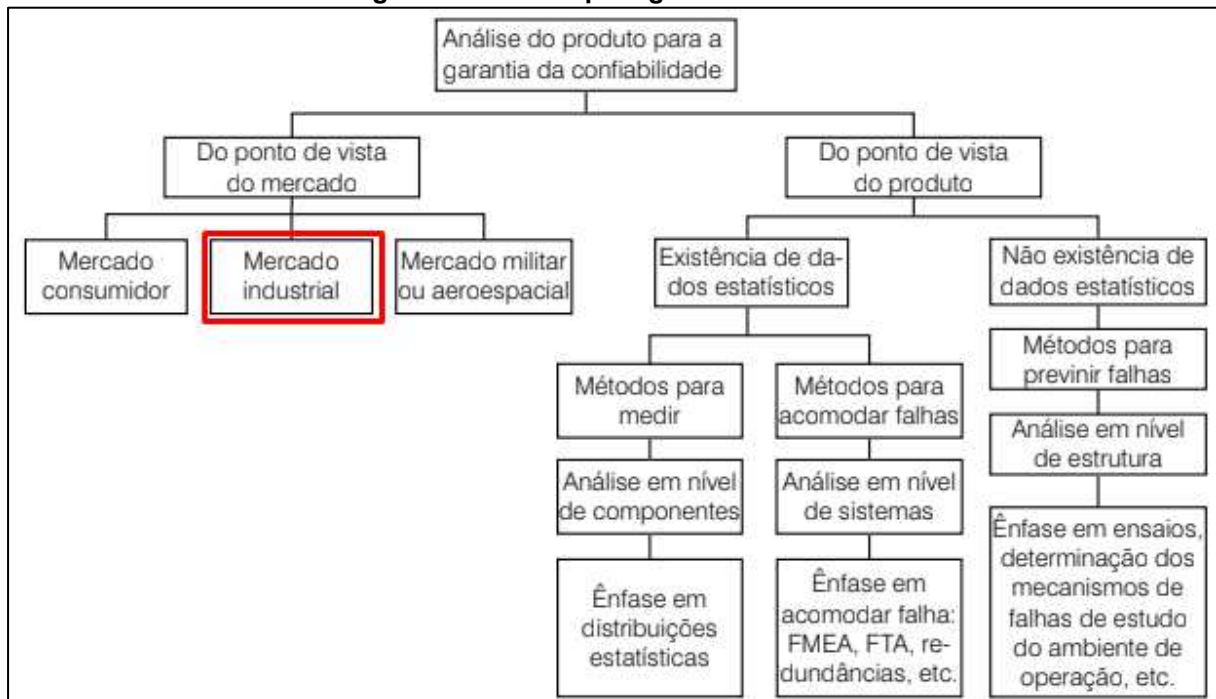 Análise do produto para a
garantia da confiabilidade
Do ponto de vista
do mercado
Do ponto de vista
do produto
Mercado
consumidor
Mercado
industrial
Mercado militar
ou aeroespacial
Existência de da-
dos estatísticos
Não existência de
dados estatísticos
Métodos para
medir
Métodos para
acomodar falhas
Métodos para
previnir falhas
Análise em nível
de componentes
Análise em nível
de sistemas
Análise em nível
de estrutura
Ênfase em
distribuições
estatísticas
Ênfase em
acomodar falha:
FMEA, FTA, re-
dundâncias, etc.
Ênfase em ensaios,
determinação dos
mecanismos de
falhas de estudo
do ambiente de
operação, etc.